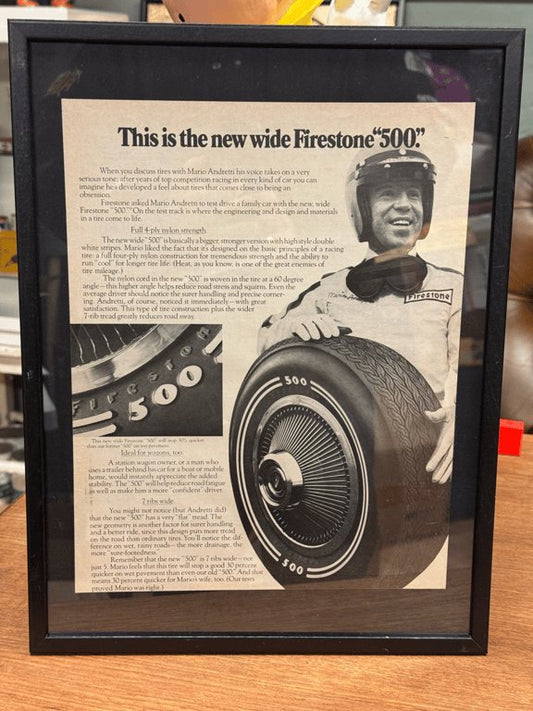 This is the new wide Firestone "500."
When you discuss tires with Mario Andretti his voice takes on a very
serious tone, after years of top competition racing in every kind of car you can
imagine he's developed a feel about tires that comes close to being an
obsession.
Firestone asked Mario Andretti to test drive a family car with the new, wide
Firestone "500." On the test track is where the engineering and design and materials
in a tire come to life.
Full 4-ply nylon strength
The new wide "500" is basically a bigger, stronger version with high style double
white stripes. Mario liked the fact that it's designed on the basic principles of a racing
tire: a full four-ply nylon construction for tremendous strength and the ability to
run "cool" for longer tire life. (Heat, as you know, is one of the great enemies of
tire mileage.)
The nylon cord in the new "500" is woven in the tire at a 60 degree
angle — this higher angle helps reduce road stress and squirm. Even the
average driver should notice the surer handling and precise corner-
ing. Andretti, of course, noticed it immediately — with great
satisfaction. This type of tire construction plus the wider
7-rib tread greatly reduces road sway.
Firestone
Firestone
500
This new wide Firestone "500" will stop 30% quicker
than our former "500" on wet pavement.
Ideal for wagons, too
A station wagon owner, or a man who
uses a trailer behind his car for a boat or mobile
home, would instantly appreciate the added
stability. The "500" will help reduce road fatigue
as well as make him a more "confident" driver.
7 ribs wide
You might not notice (but Andretti did)
that the new "500" has a very "flat" tread. The
new geometry is another factor for surer handling
and a better ride, since this design puts more tread
on the road than ordinary tires. You'll notice the dif-
ference on wet, rainy roads — the more drainage, the
more "sure-footedness."
Remember that the new "500" is 7 ribs wide — not
just 5. Mario feels that this tire will stop a good 30 percent
quicker on wet pavement than even our old "500." And that
means 30 percent quicker for Mario's wife, too. (Our tests
proved Mario was right.)
500
500